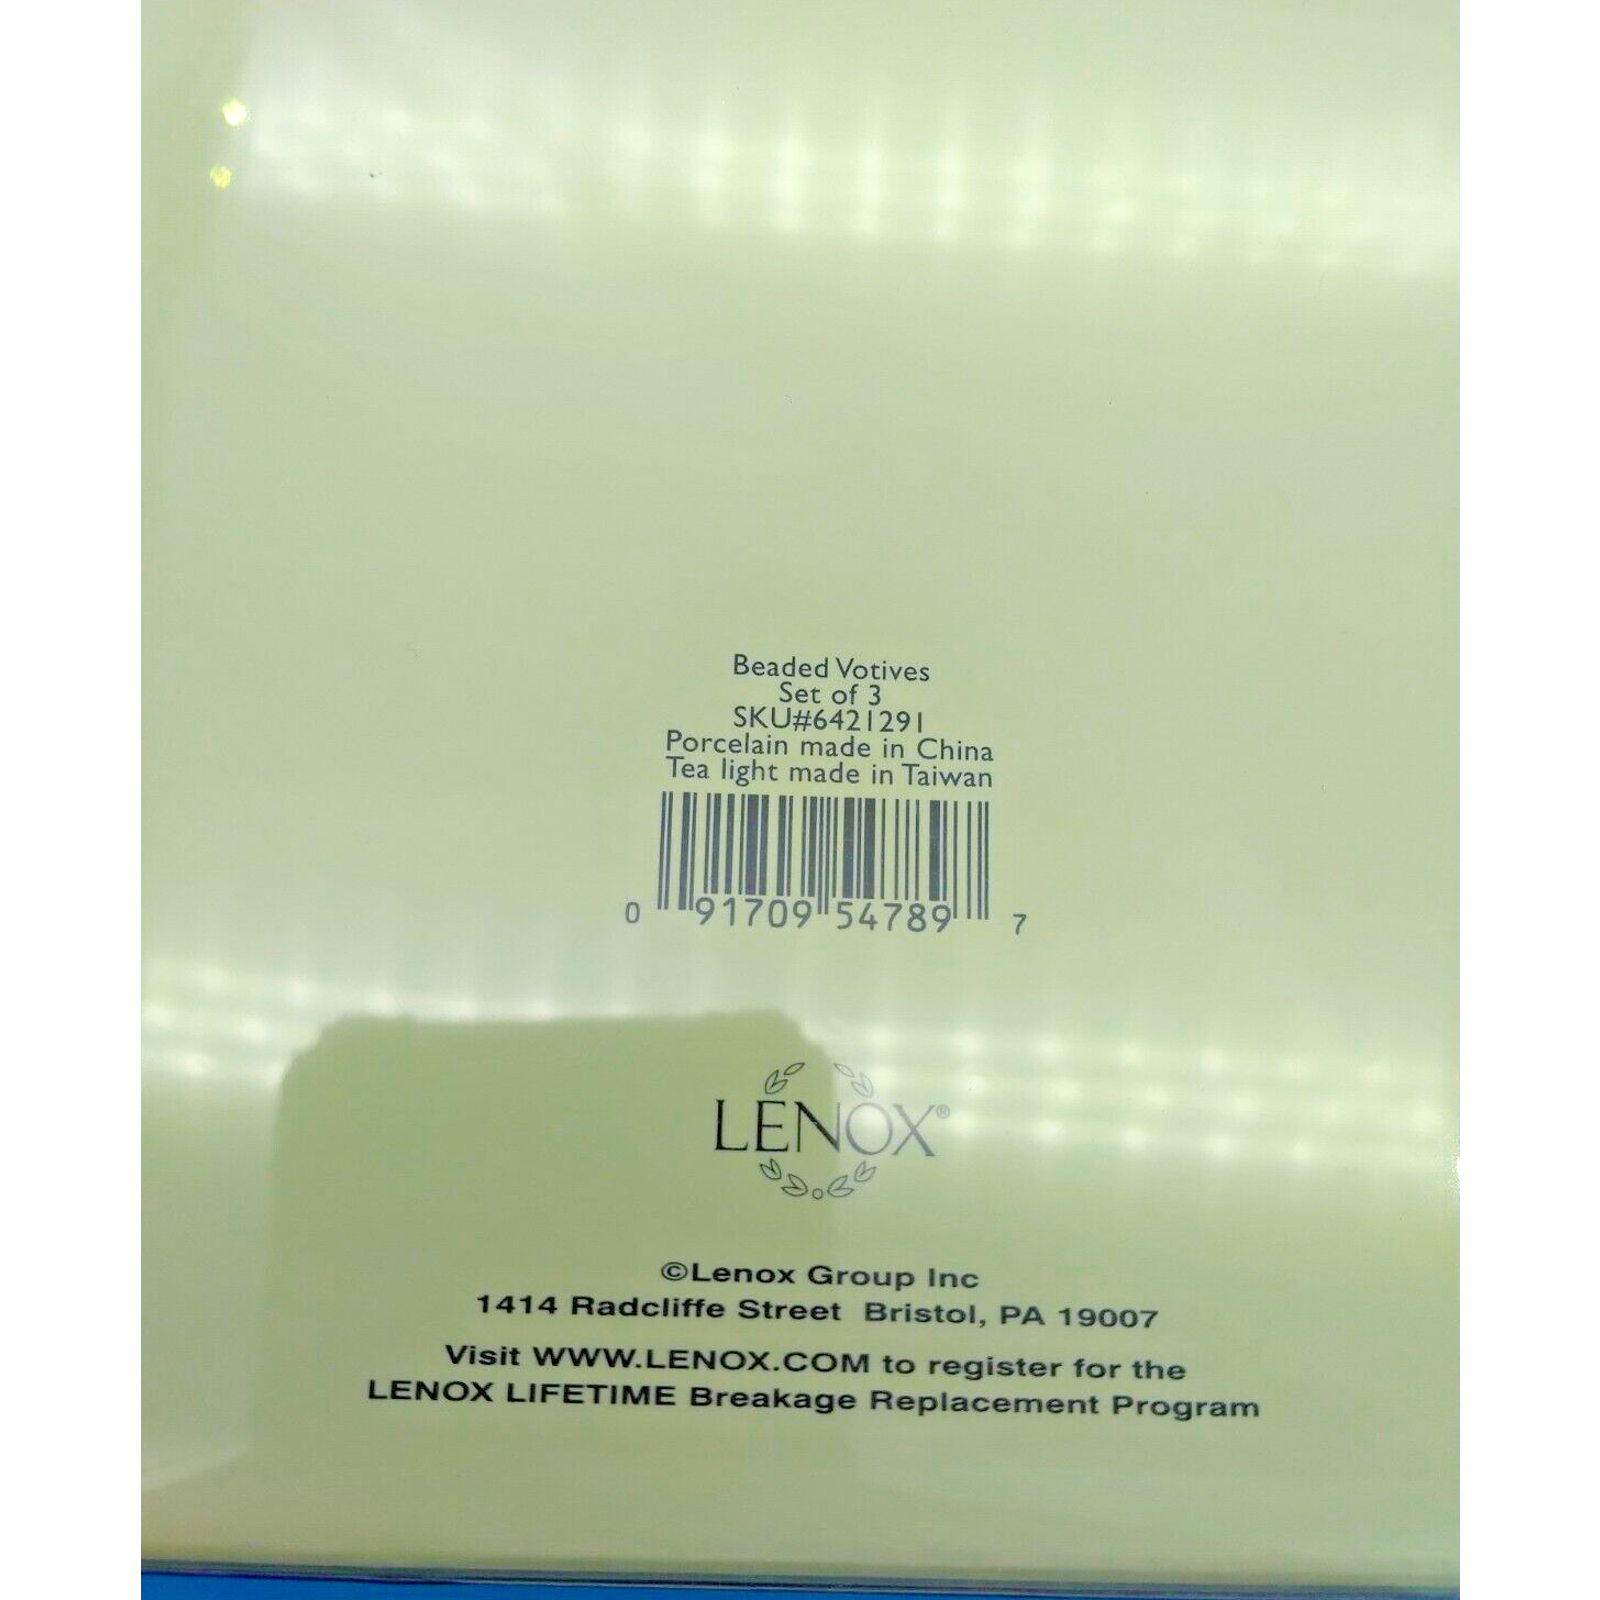 Beaded Votives
Set of 3
SKU#6421291
Porcelain made in China
Tea light made in Taiwan
0 91709 54789 7
LENOX®
©Lenox Group Inc
1414 Radcliffe Street Bristol, PA 19007
Visit WWW.LENOX.COM to register for the
LENOX LIFETIME Breakage Replacement Program